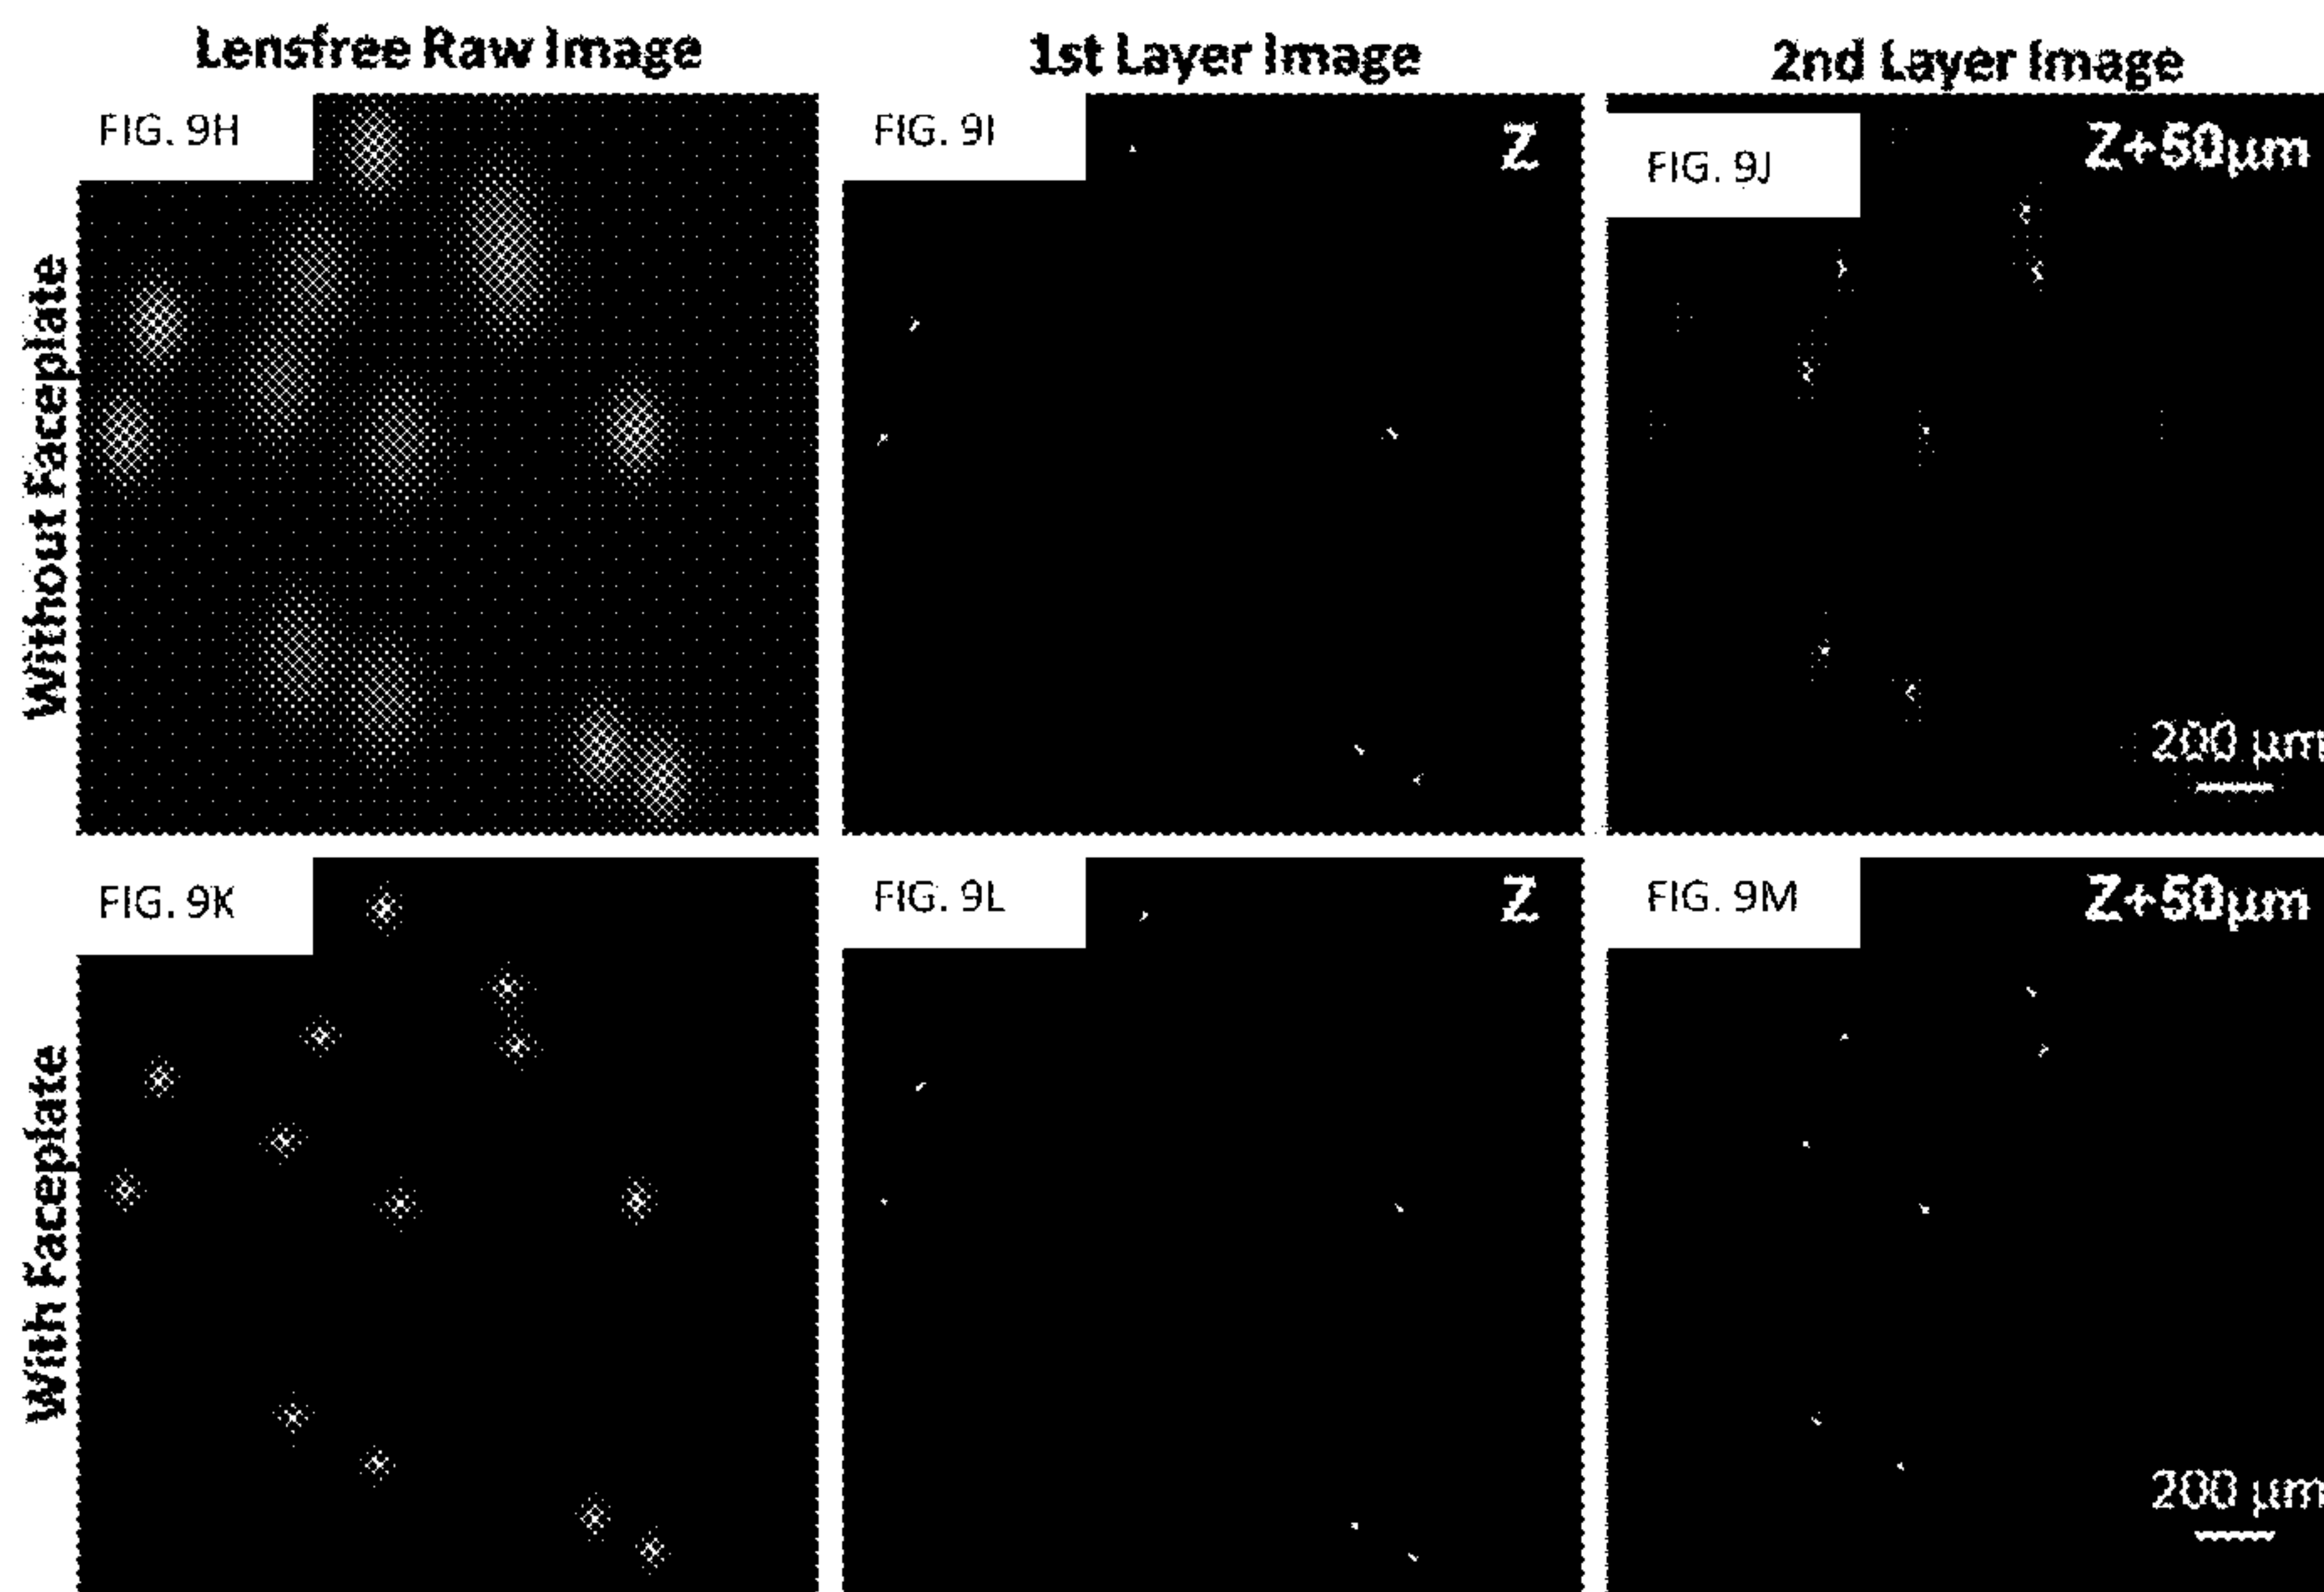 Lensfree Raw Image
1st Layer Image
2nd Layer Image
Without Faceplate
FIG. 9H
FIG. 9I
Z
FIG. 9J
Z+50µm
200 µm
With Faceplate
FIG. 9K
FIG. 9L
Z
FIG. 9M
Z+50µm
200 µm